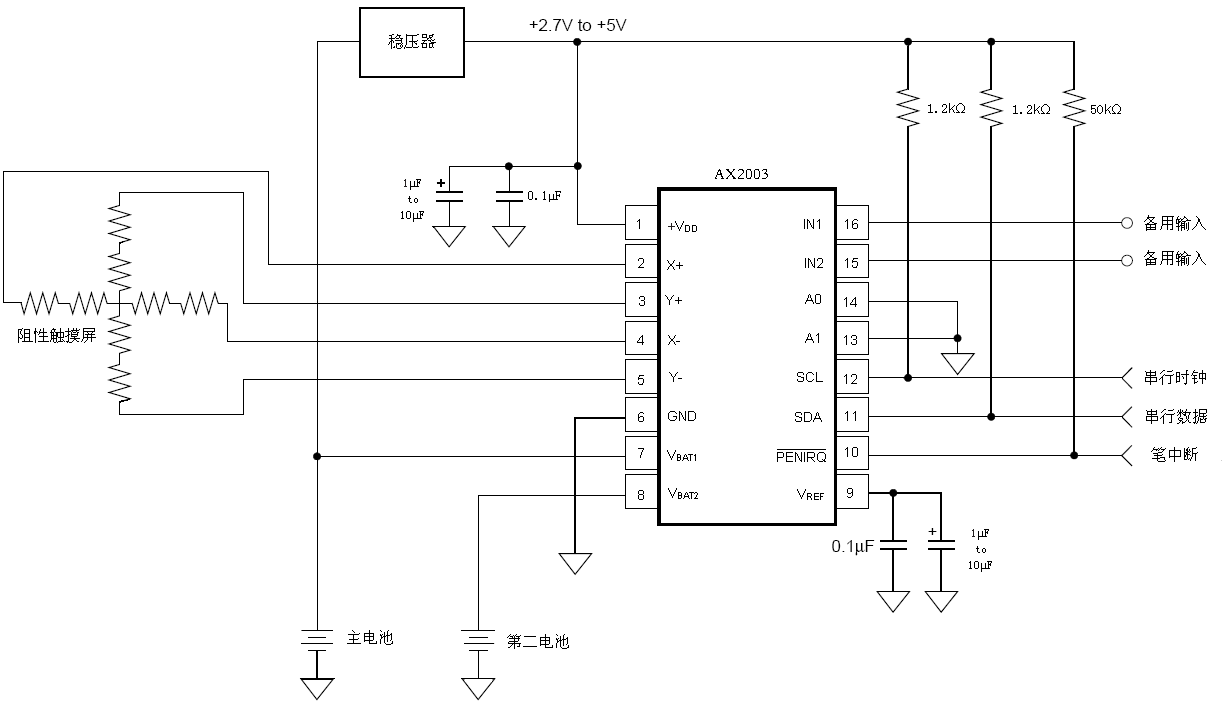 稳压器
+2.7V to +5V
1.2kΩ
1.2kΩ
50kΩ
AX2003
1μF
to
10μF
0.1μF
1
+VDD
IN1
16
备用输入
2
X+
IN2
15
备用输入
3
Y+
A0
14
阻性触摸屏
4
X-
A1
13
5
Y-
SCL
12
串行时钟
6
GND
SDA
11
串行数据
7
VBAT1
PENIRQ
10
笔中断
8
VBAT2
VREF
9
0.1μF
+
1μF
to
10μF
+
主电池
第二电池